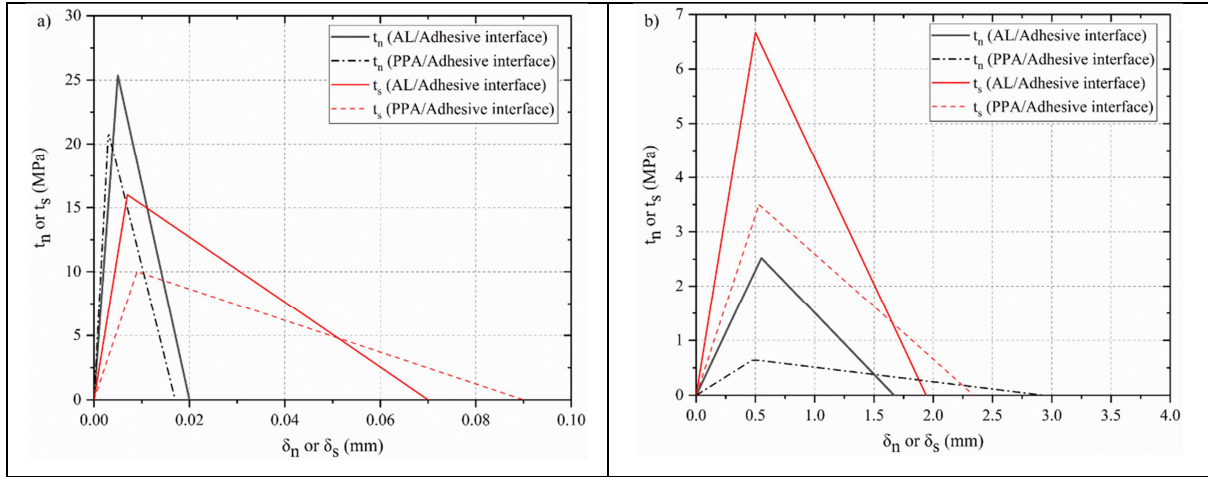 a)
t_n (AL/Adhesive interface)
t_n (PPA/Adhesive interface)
t_s (AL/Adhesive interface)
t_s (PPA/Adhesive interface)
30
25
20
15
10
5
0
t_n or t_s (MPa)
0.00 0.02 0.04 0.06 0.08 0.10
δ_n or δ_s (mm)
b)
t_n (AL/Adhesive interface)
t_n (PPA/Adhesive interface)
t_s (AL/Adhesive interface)
t_s (PPA/Adhesive interface)
7
6
5
4
3
2
1
0
t_n or t_s (MPa)
0.0 0.5 1.0 1.5 2.0 2.5 3.0 3.5 4.0
δ_n or δ_s (mm)